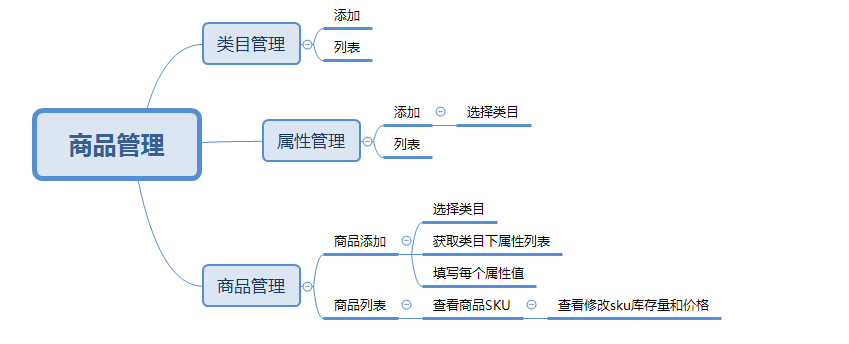 商品管理
类目管理
添加
列表
属性管理
添加
选择类目
列表
商品管理
商品添加
选择类目
获取类目下属性列表
填写每个属性值
商品列表
查看商品SKU
查看修改sku库存量和价格